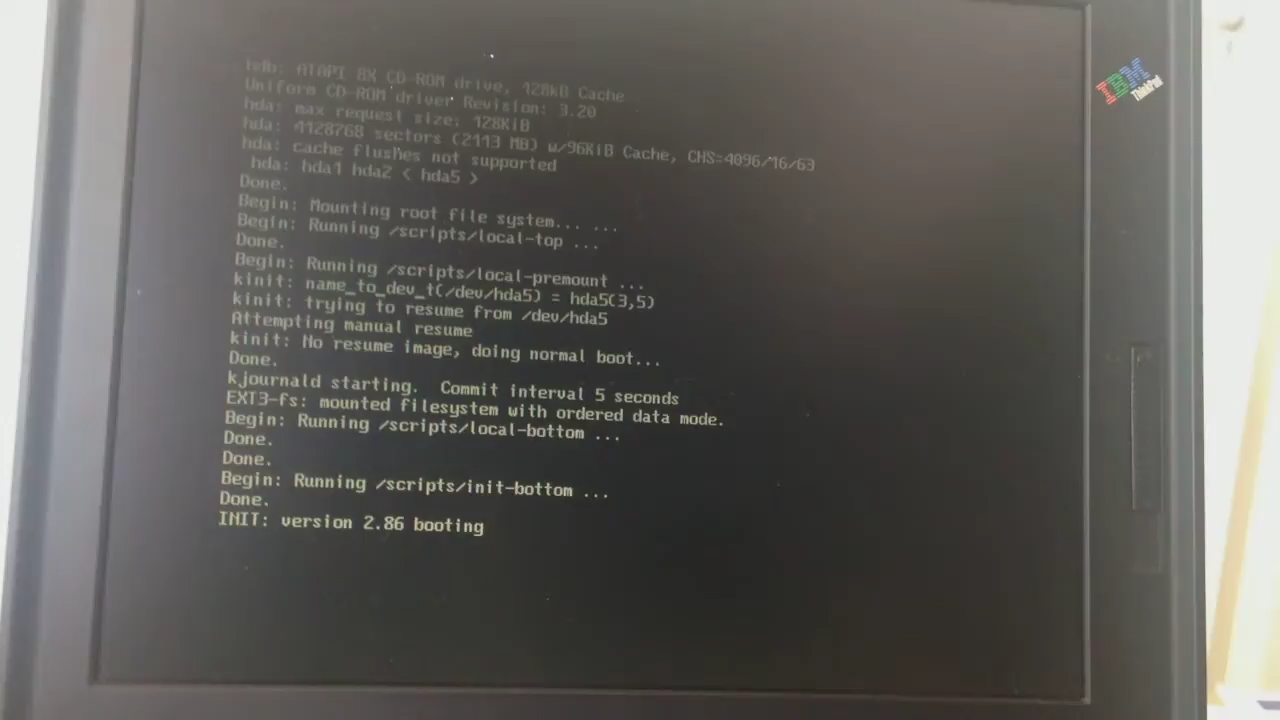 hdb: ATAPI 8X CD-ROM drive, 128kB Cache
Uniform CD-ROM driver Revision: 3.20
hda: max request size: 128KiB
hda: 4128768 sectors (2113 MB) w/96KiB Cache, CHS=4096/16/63
hda: cache flushes not supported
hda: hda1 hda2 < hda5 >
Done.
Begin: Mounting root file system... ...
Begin: Running /scripts/local-top ...
Done.
Begin: Running /scripts/local-premount ...
kinit: name_to_dev_t(/dev/hda5) = hda5(3,5)
kinit: trying to resume from /dev/hda5
Attempting manual resume
kinit: No resume image, doing normal boot...
Done.
kjournald starting.  Commit interval 5 seconds
EXT3-fs: mounted filesystem with ordered data mode.
Begin: Running /scripts/local-bottom ...
Done.
Done.
Begin: Running /scripts/init-bottom ...
Done.
INIT: version 2.86 booting
IBM
ThinkPad